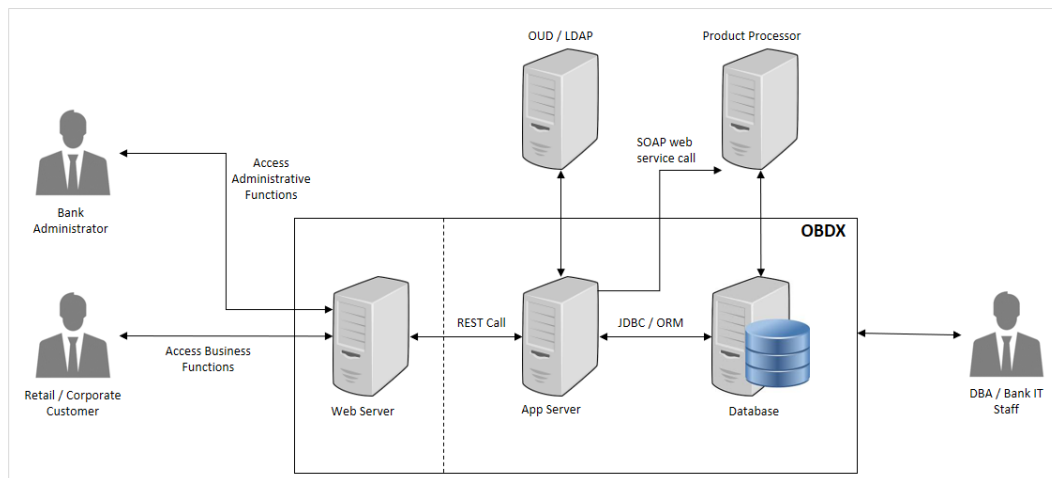 OUD / LDAP
Product Processor
SOAP web
service call
Access
Administrative
Functions
Bank
Administrator
OBDX
REST Call
JDBC / ORM
Access Business
Functions
Retail / Corporate
Customer
Web Server
App Server
Database
DBA / Bank IT
Staff